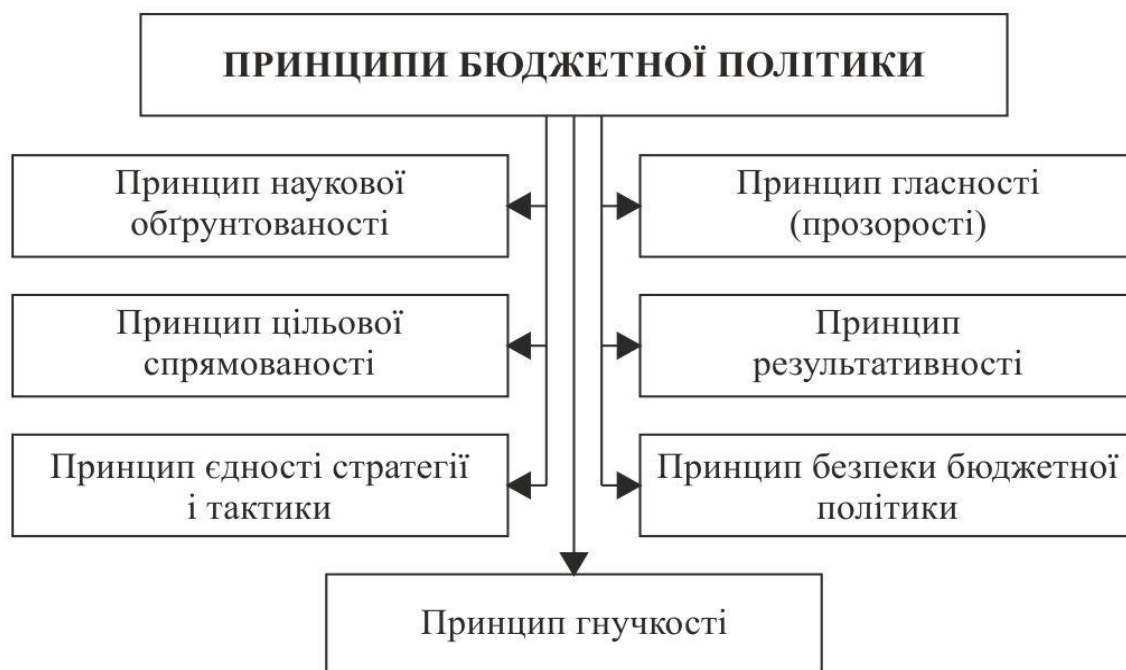 ПРИНЦИПИ БЮДЖЕТНОЇ ПОЛІТИКИ
Принцип наукової
обґрунтованості
Принцип гласності
(прозорості)
Принцип цільової
спрямованості
Принцип
результативності
Принцип єдності стратегії
і тактики
Принцип безпеки бюджетної
політики
Принцип гнучкості